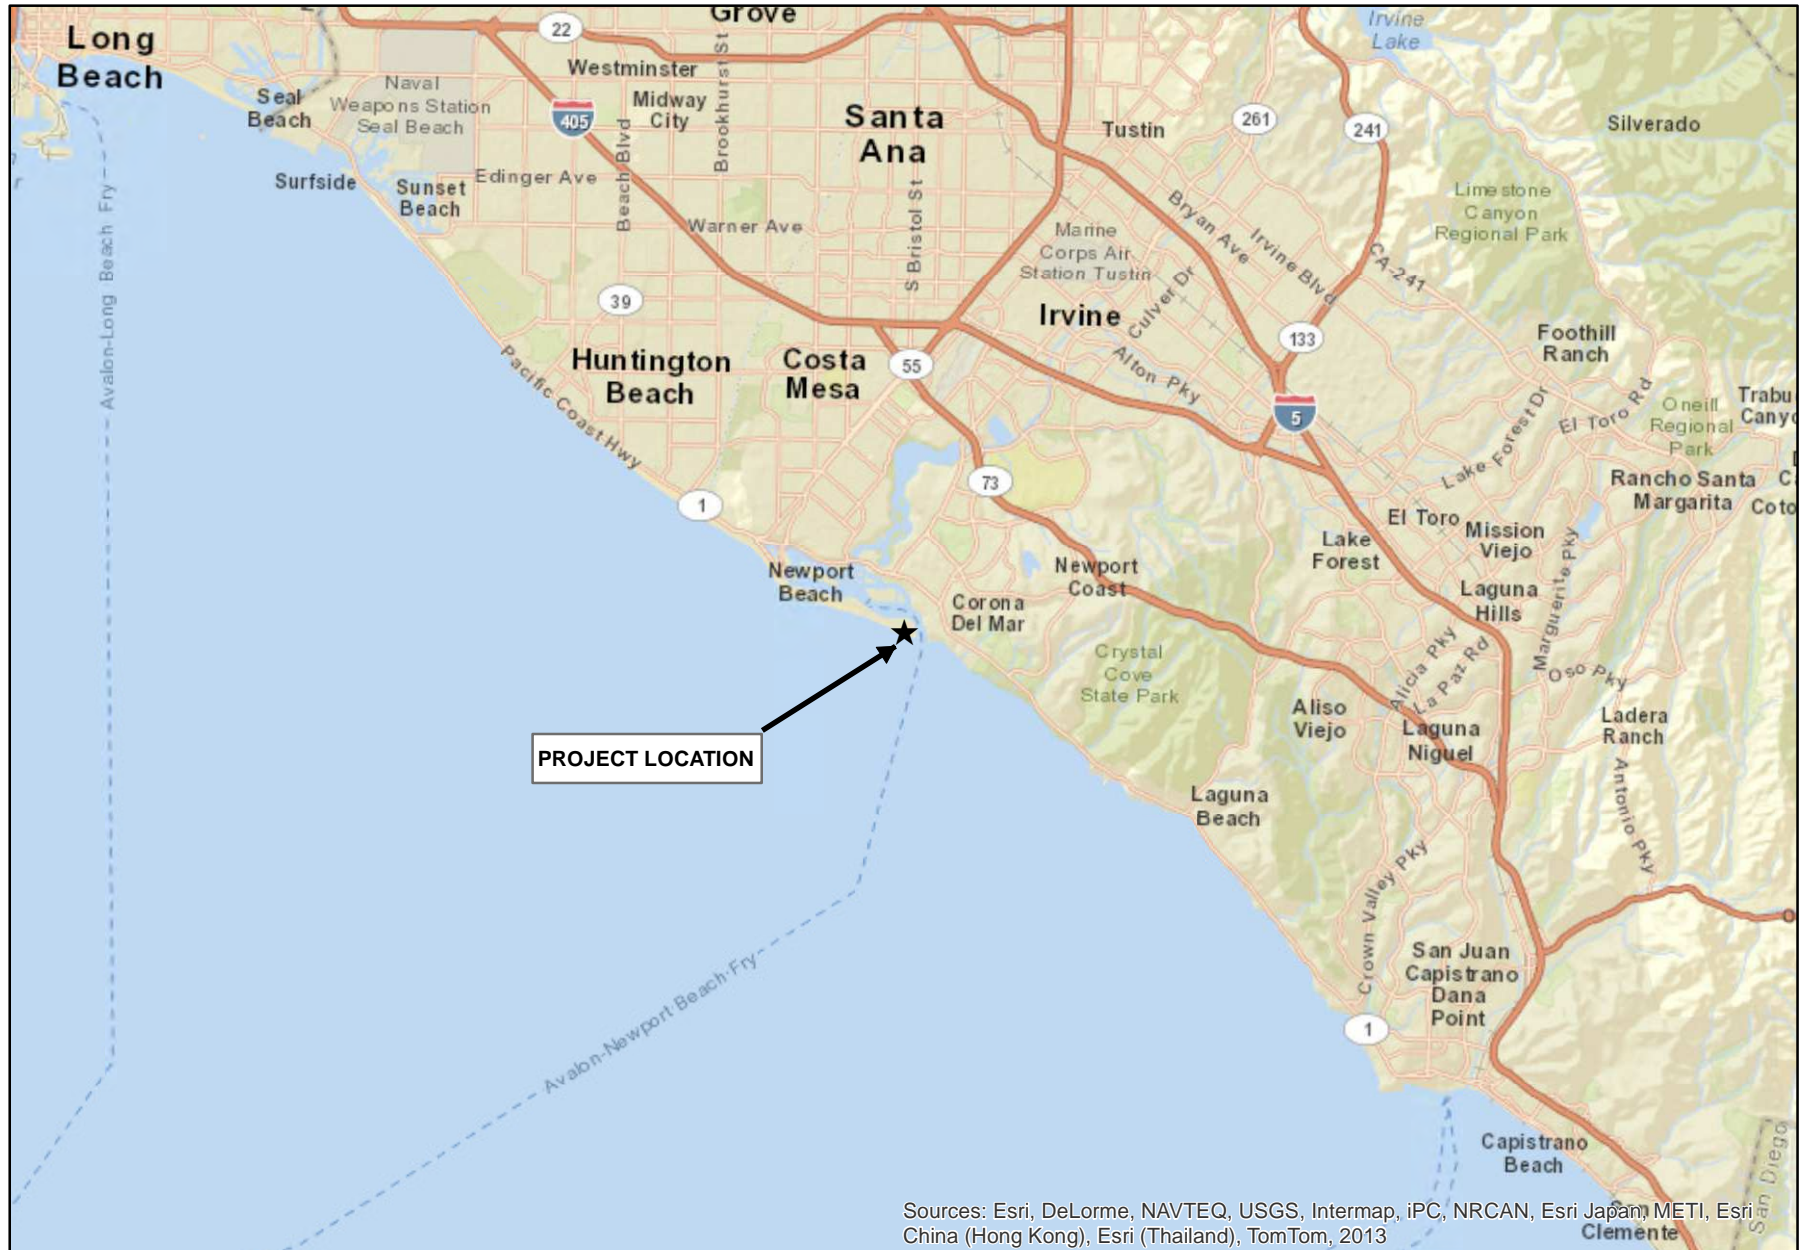 Grove
Irvine
Lake
Long
Beach
22
Westminster
Brookhurst St
Naval
Weapons Station
Seal Beach
Seal
Beach
Midway
City
405
Santa
Ana
Tustin
261
241
Silverado
Surfside
Sunset
Beach
Edinger Ave
Beach Blvd
Warner Ave
S Bristol St
Marine
Corps Air
Station Tustin
Bryan Ave
Irvine Blvd
CA-241
Limestone
Canyon
Regional Park
Avalon-Long Beach Fry
39
Irvine
Culver Dr
133
Foothill
Ranch
Pacific Coast Hwy
Huntington
Beach
Costa
Mesa
55
Alton Pky
5
Lake Forest Dr
El Toro Rd
Oneill
Regional
Park
Trabu
Canyo
1
73
Rancho Santa
Margarita
Coto
El Toro
Mission
Viejo
Lake
Forest
Newport
Beach
Corona
Del Mar
Newport
Coast
Laguna
Hills
Marguerite Pky
Crystal
Cove
State Park
Alicia Pky
La Paz Rd
Oso Pky
Aliso
Viejo
Laguna
Niguel
Ladera
Ranch
PROJECT LOCATION
Antonio Pky
Laguna
Beach
Crown Valley Pky
San Juan
Capistrano
Dana
Point
Avalon-Newport Beach Fry
1
Capistrano
Beach
San Diego
San
Clemente
Sources: Esri, DeLorme, NAVTEQ, USGS, Intermap, iPC, NRCAN, Esri Japan, METI, Esri
China (Hong Kong), Esri (Thailand), TomTom, 2013